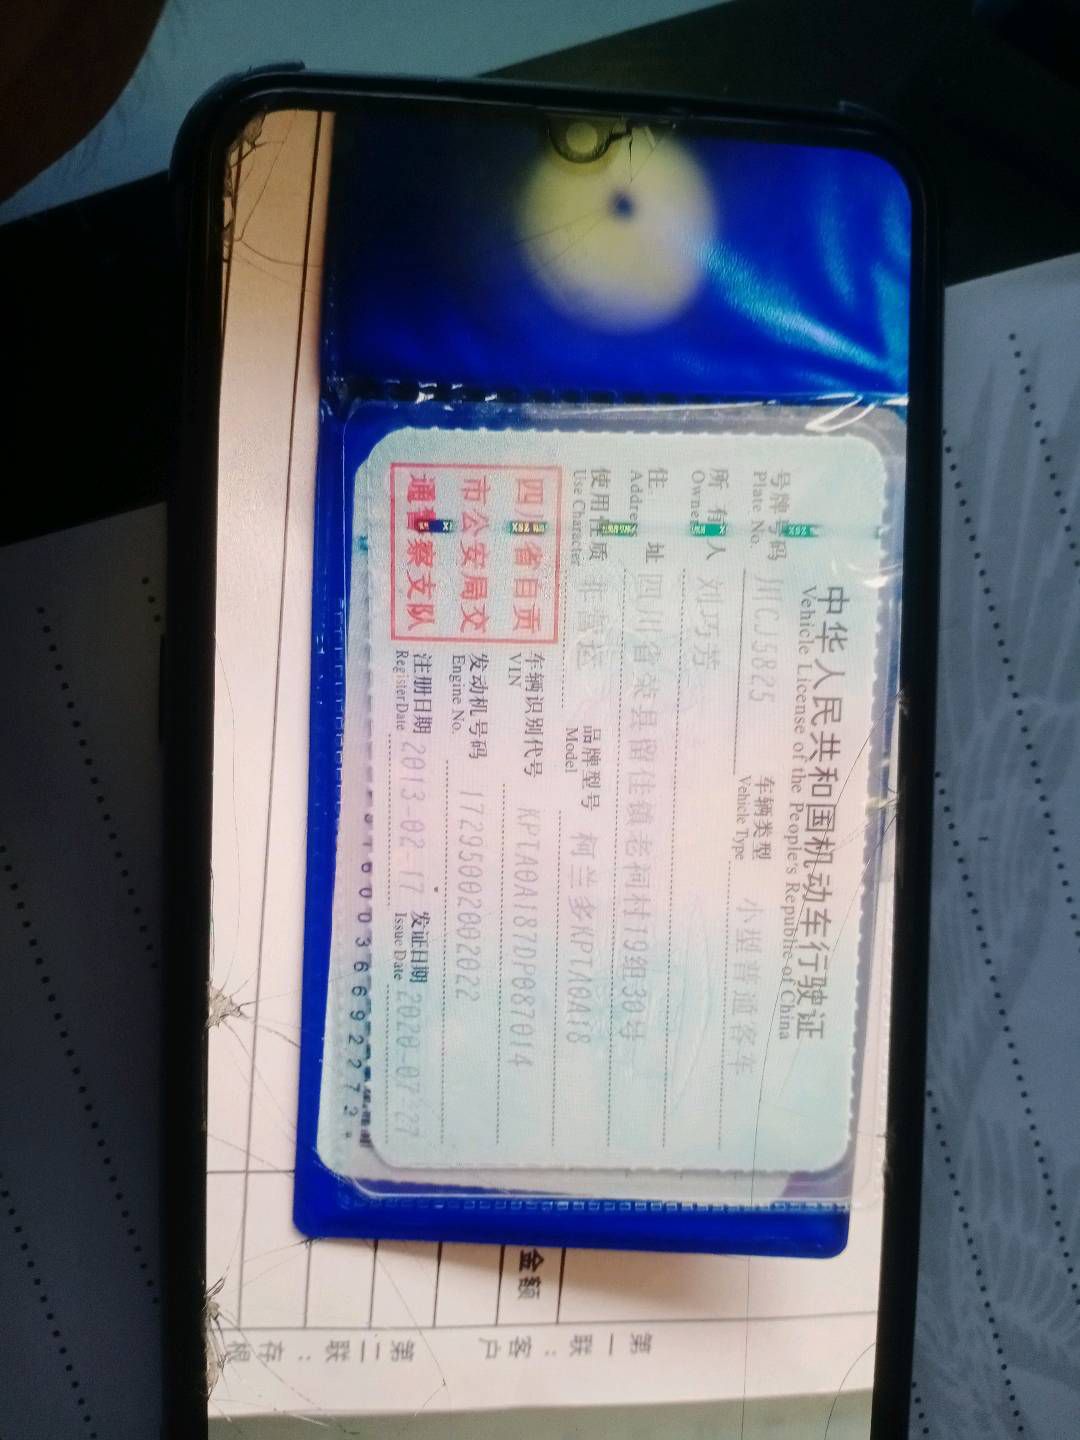 中华人民共和国机动车行驶证
Vehicle License of the People's Republic of China
号牌号码 川CJ5825 车辆类型 小型普通客车
Plate No. Vehicle Type
所有人 刘巧芳
Owner
住址 四川省荣县留佳镇老柯村19组30号
Address
使用性质 非营运 品牌型号 柯兰多KPTA0A18
Use Character Model
四川省自贡
市公安局交
通警察支队
车辆识别代号 KPTA0A187DP087014
VIN
发动机号码 17295002002022
Engine No.
注册日期 2013-02-17 发证日期 2020-07-27
Register Date Issue Date
金额
第一联：客户
第二联：存根